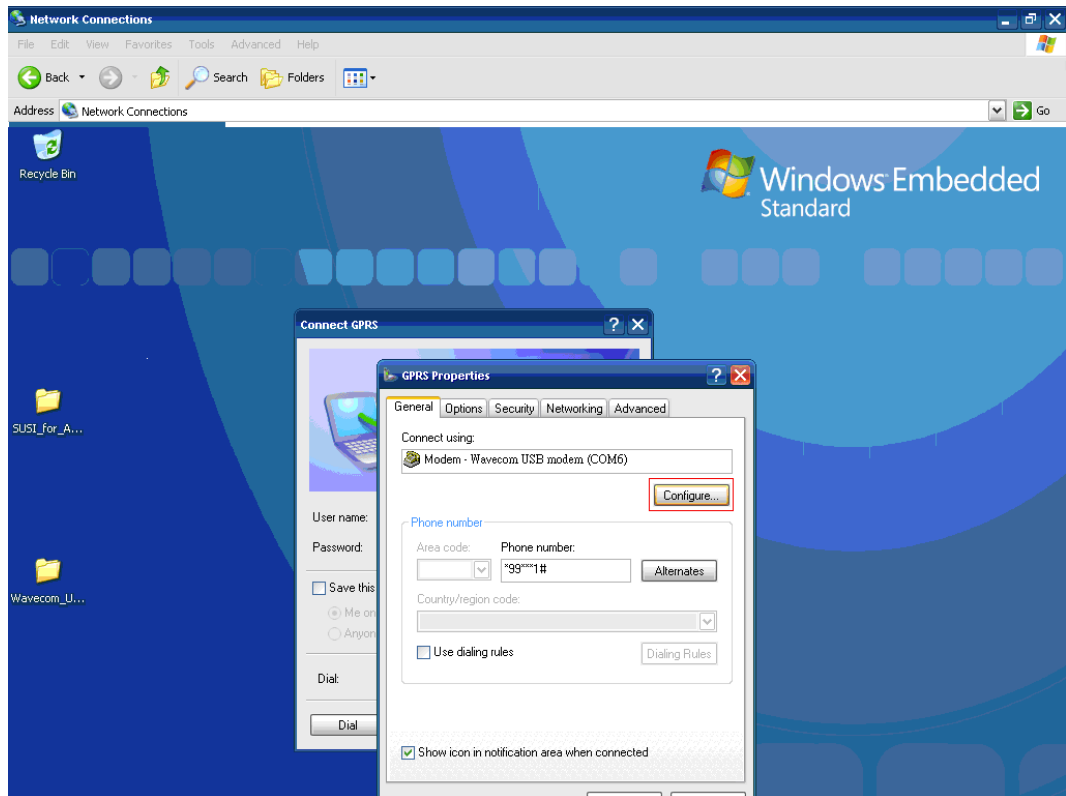 Network Connections
File Edit View Favorites Tools Advanced Help
Back Search Folders
Address Network Connections Go
Recycle Bin
Windows Embedded
Standard
SUSI_for_A...
Wavecom_U...
Connect GPRS
User name:
Password:
Save this
Me on
Anyon
Dial:
Dial
GPRS Properties
General Options Security Networking Advanced
Connect using:
Modem - Wavecom USB modem (COM6)
Configure...
Phone number
Area code: Phone number:
*99***1#
Alternates
Country/region code:
Use dialing rules
Dialing Rules
Show icon in notification area when connected